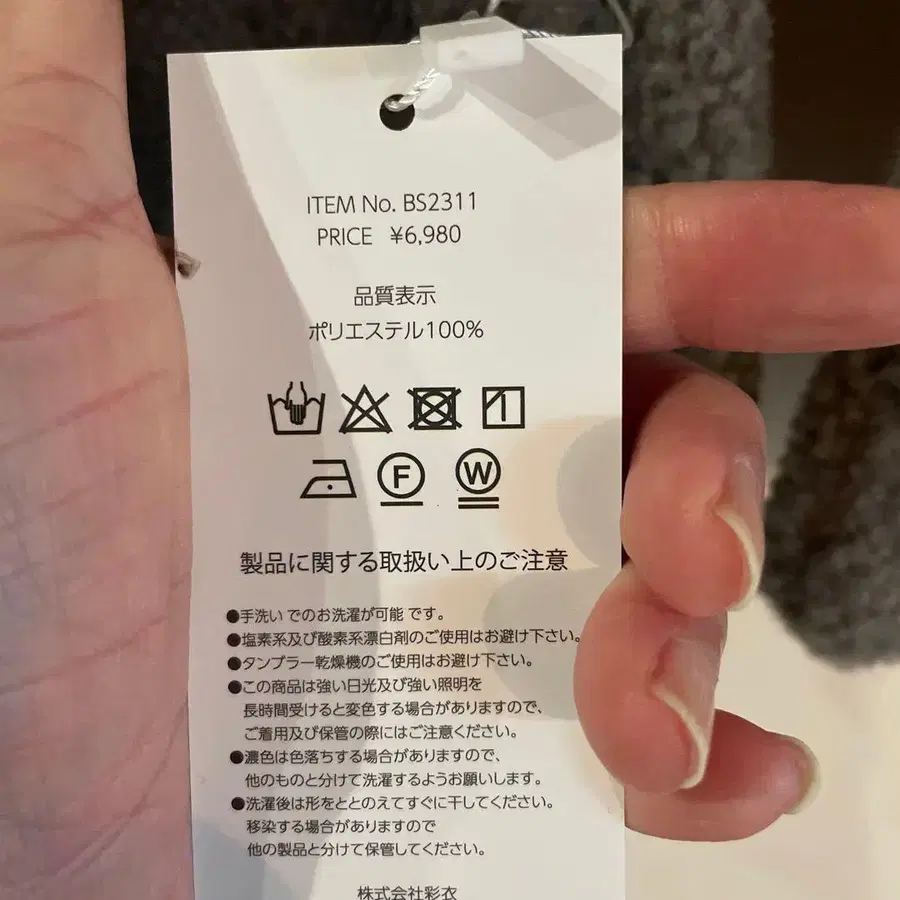 ITEM No. BS2311
PRICE ¥6,980
品質表示
ポリエステル100%
F W
製品に関する取扱い上のご注意
●手洗い でのお洗濯が可能 です。
●塩素系及び酸素系漂白剤のご使用はお避け下さい。
●タンブラー乾燥機のご使用はお避け下さい。
●この商品は強い日光及び強い照明を
長時間受けると変色する場合がありますので、
ご着用及び保管の際にはご注意ください。
●濃色は色落ちする場合がありますので、
他のものと分けて洗濯するようお願いします。
●洗濯後は形をととのえてすぐに干してください。
移染する場合がありますので
他の製品と分けて保管してください。
株式会社彩衣